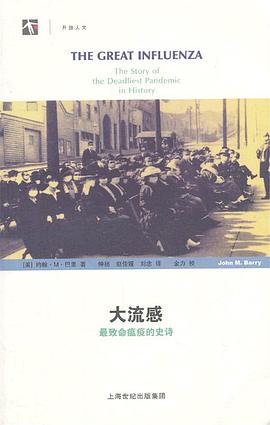 开放人文
THE GREAT INFLUENZA
The Story of
the Deadliest Pandemic
in History
[美] 约翰·M·巴里 著 钟扬 赵佳媛 刘念 译 金力 校 John M. Barry
大流感
最致命瘟疫的史诗
上海世纪出版集团